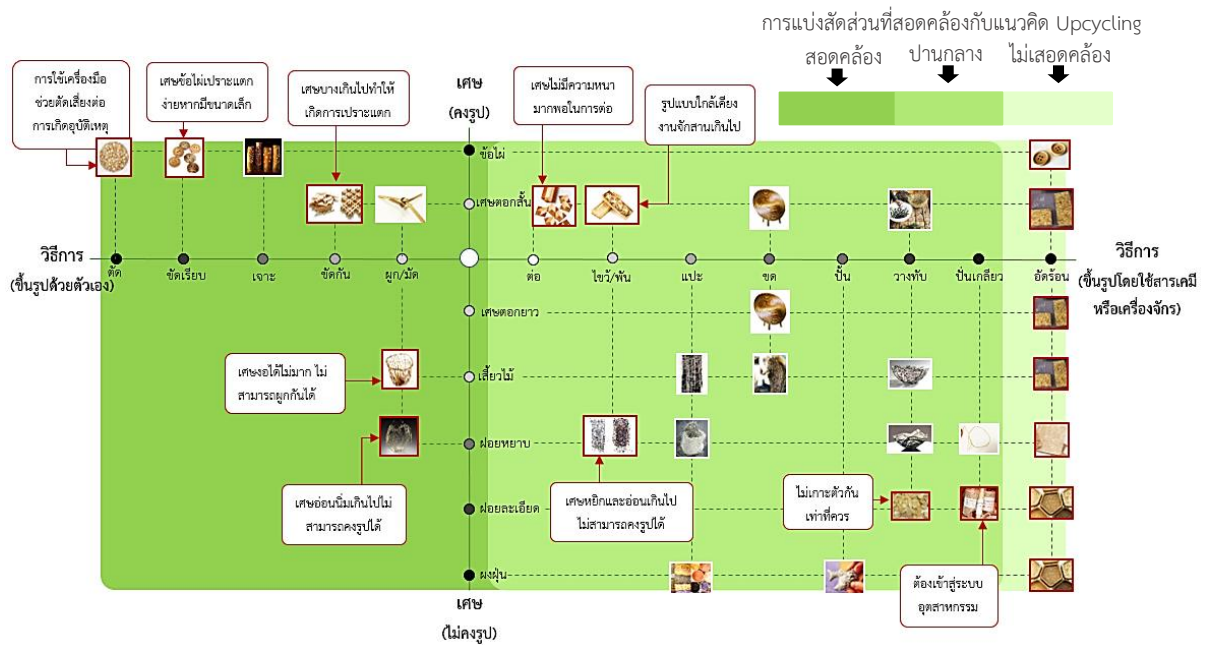 การแบ่งสัดส่วนที่สอดคล้องกับแนวคิด Upcycling
สอดคล้อง
ปานกลาง
ไม่เสอดคล้อง
การใช้เครื่องมือ
ช่วยตัดเสี่ยงต่อ
การเกิดอุบัติเหตุ
เศษข้อไผ่เปราะแตก
ง่ายหากมีขนาดเล็ก
เศษบางเกินไปทำให้
เกิดการเปราะแตก
เศษ
(คงรูป)
เศษไม่มีความหนา
มากพอในการต่อ
รูปแบบใกล้เคียง
งานจักสานเกินไป
ข้อไผ่
เศษตอกสั้น
วิธีการ
(ขึ้นรูปด้วยตัวเอง)
ตัด
ขัดเรียบ
เจาะ
ขัดกัน
ผูก/มัด
ต่อ
ไขว้/พัน
แปะ
ขด
ปั้น
วางทับ
ปั่นเกลียว
อัดร้อน
วิธีการ
(ขึ้นรูปโดยใช้สารเคมี
หรือเครื่องจักร)
เศษตอกยาว
เศษงอได้ไม่มาก ไม่
สามารถผูกกันได้
เสี้ยวไม้
ฝอยหยาบ
เศษอ่อนนิ่มเกินไปไม่
สามารถคงรูปได้
เศษหยิกและอ่อนเกินไป
ไม่สามารถคงรูปได้
ไม่เกาะตัวกัน
เท่าที่ควร
ฝอยละเอียด
ผงฝุ่น
ต้องเข้าสู่ระบบ
อุตสาหกรรม
เศษ
(ไม่คงรูป)